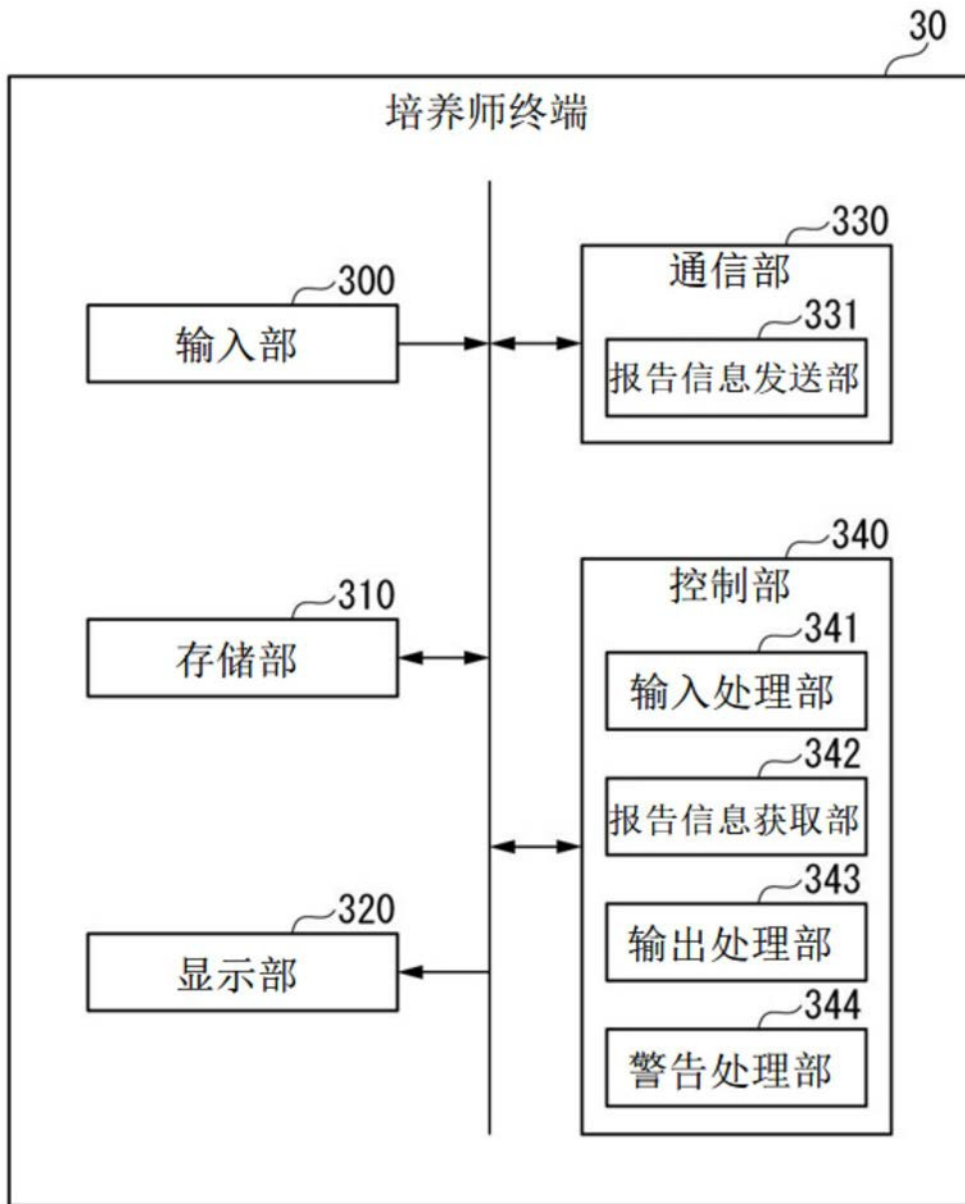 30
培养师终端
300
输入部
310
存储部
320
显示部
330
通信部
331
报告信息发送部
340
控制部
341
输入处理部
342
报告信息获取部
343
输出处理部
344
警告处理部